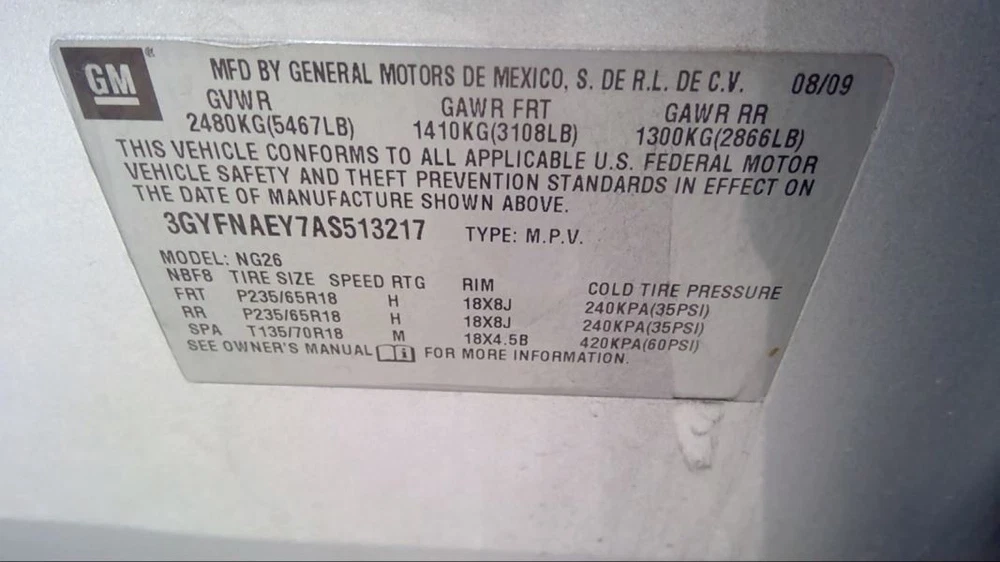 GM
MFD BY GENERAL MOTORS DE MEXICO, S. DE R.L. DE C.V. 08/09
GVWR GAWR FRT GAWR RR
2480KG(5467LB) 1410KG(3108LB) 1300KG(2866LB)
THIS VEHICLE CONFORMS TO ALL APPLICABLE U.S. FEDERAL MOTOR
VEHICLE SAFETY AND THEFT PREVENTION STANDARDS IN EFFECT ON
THE DATE OF MANUFACTURE SHOWN ABOVE.
3GYFNAEY7AS513217 TYPE: M.P.V.
MODEL: NG26
NBF8 TIRE SIZE SPEED RTG RIM COLD TIRE PRESSURE
FRT P235/65R18 H 18X8J 240KPA(35PSI)
RR P235/65R18 H 18X8J 240KPA(35PSI)
SPA T135/70R18 M 18X4.5B 420KPA(60PSI)
SEE OWNER'S MANUAL FOR MORE INFORMATION.